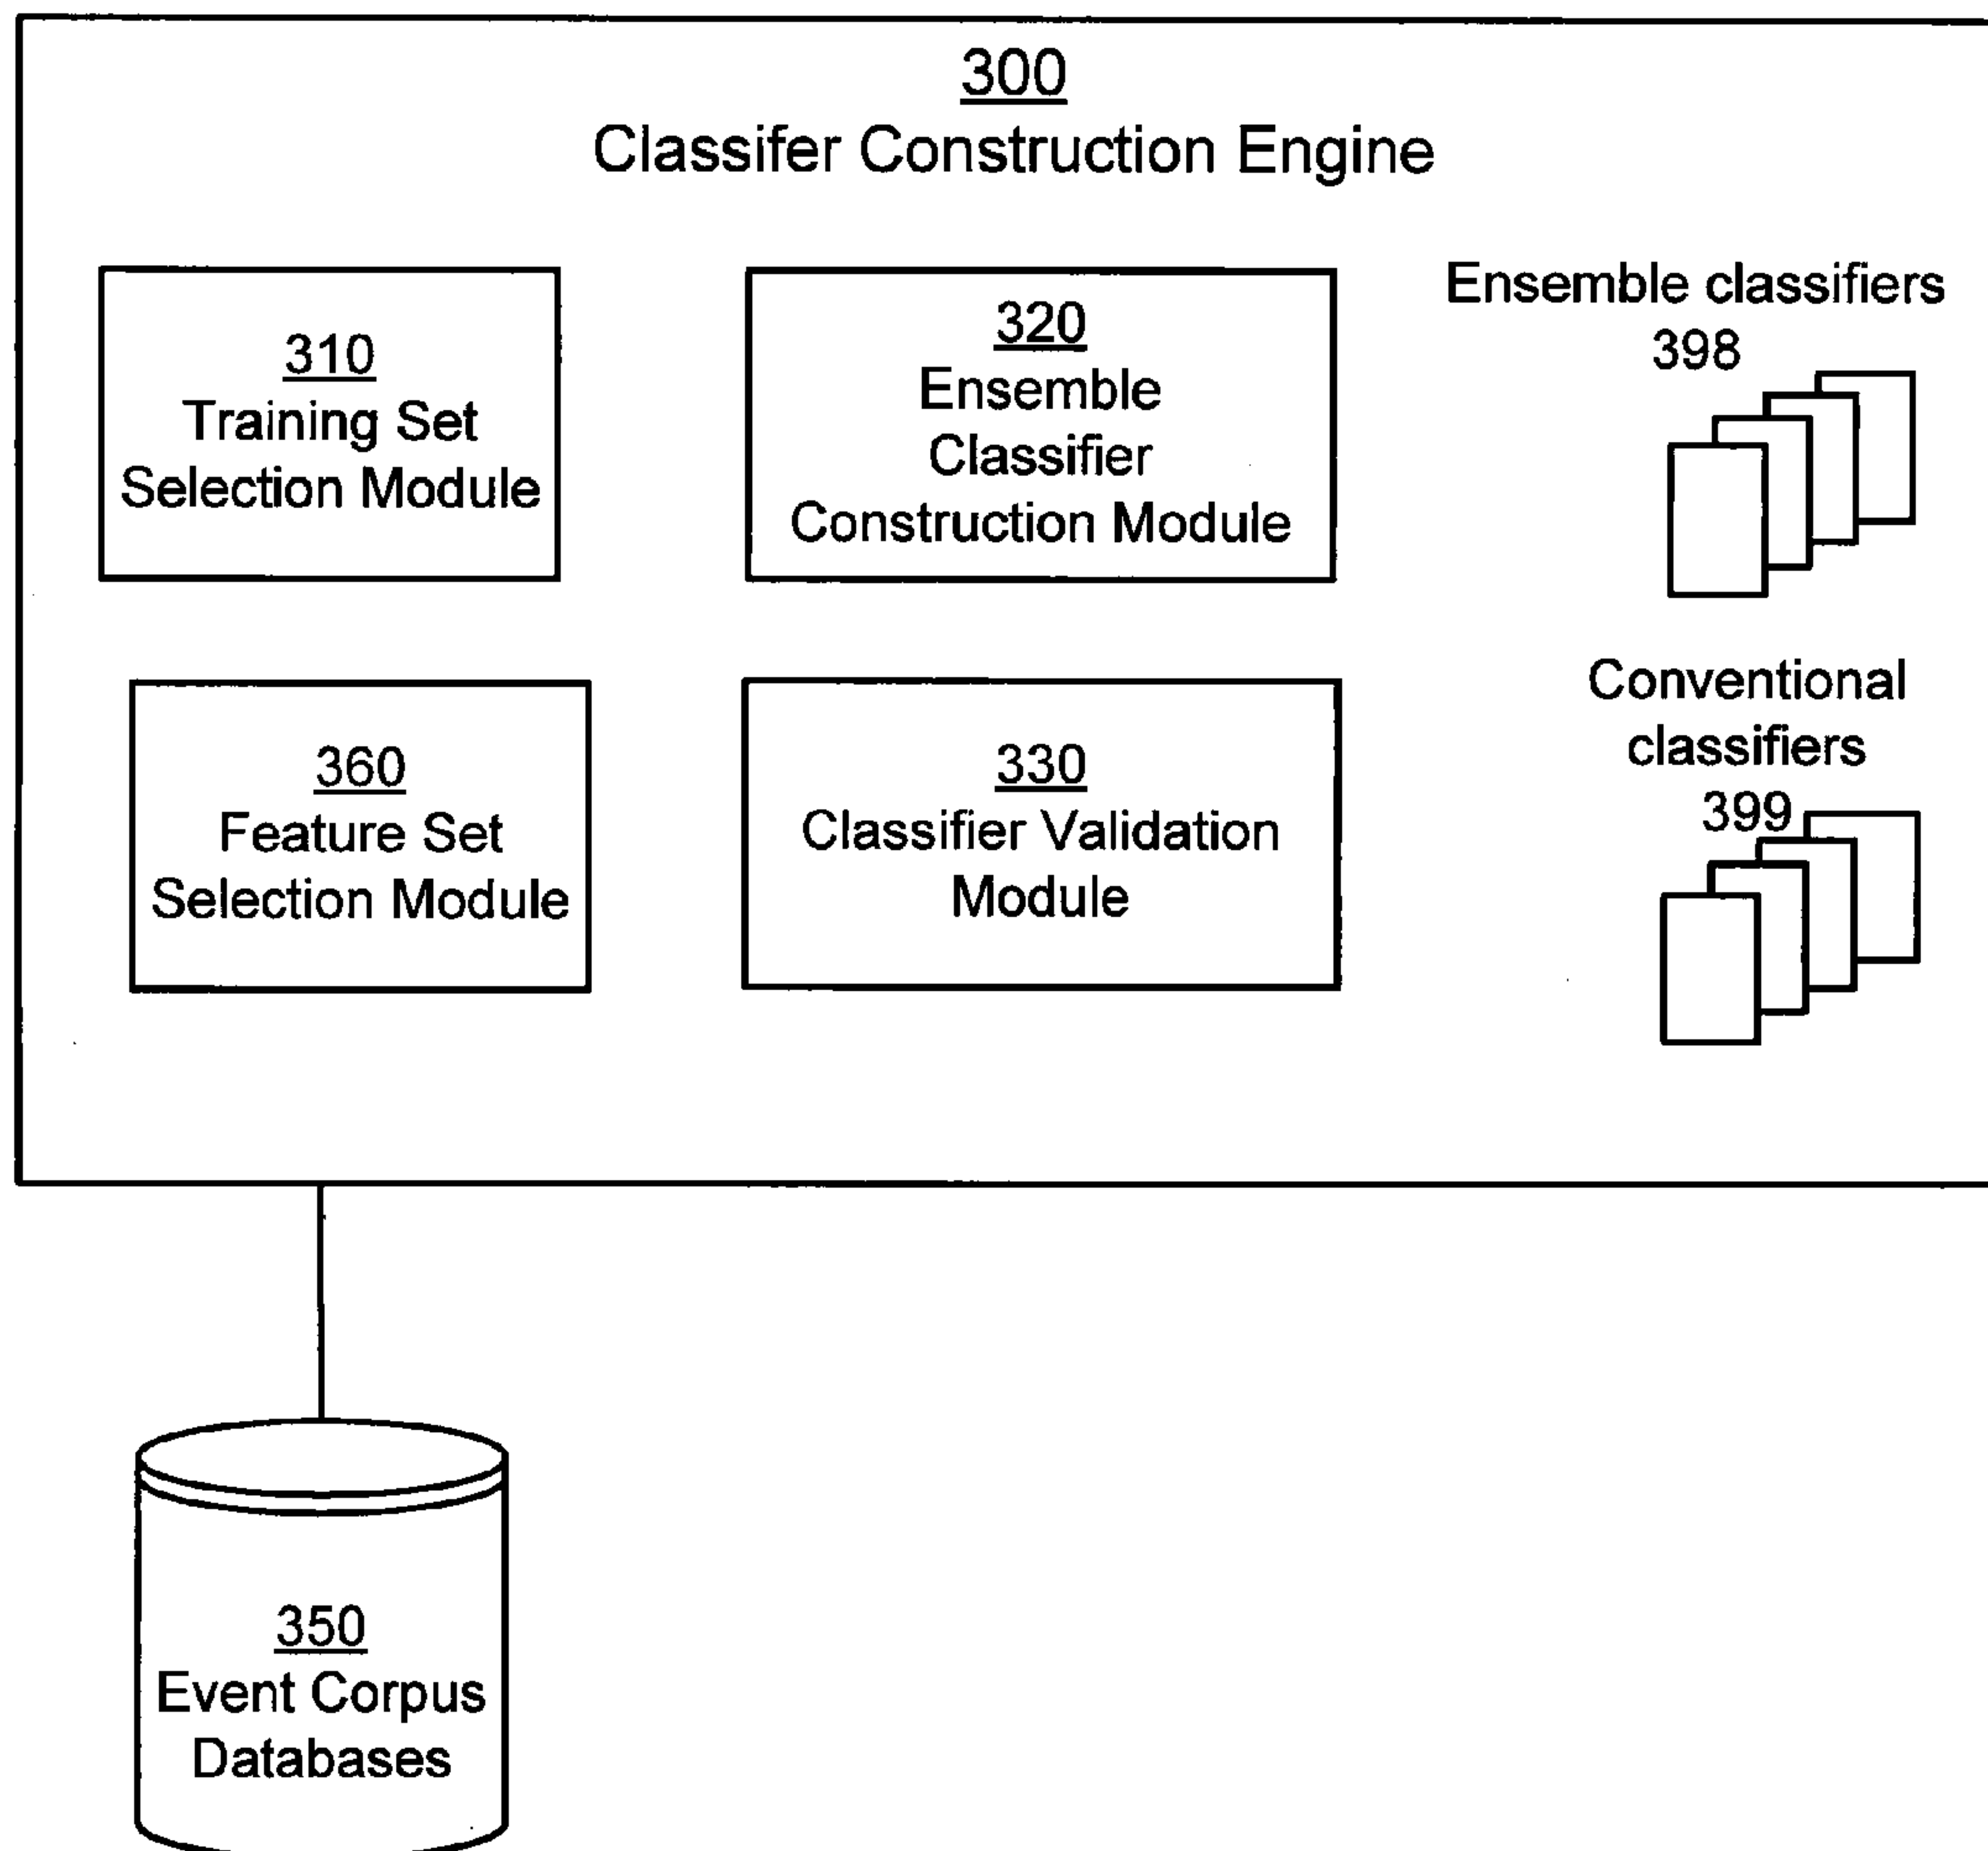 300
Classifer Construction Engine
310
Training Set
Selection Module
320
Ensemble
Classifier
Construction Module
Ensemble classifiers
398
360
Feature Set
Selection Module
330
Classifier Validation
Module
Conventional
classifiers
399
350
Event Corpus
Databases